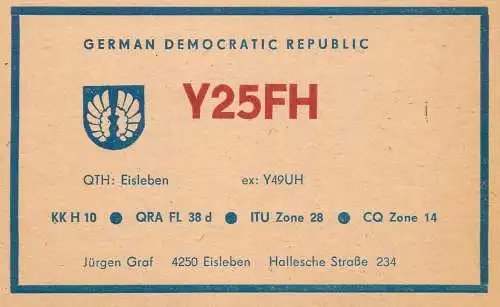 GERMAN DEMOCRATIC REPUBLIC
Y25FH
QTH: Eisleben ex: Y49UH
KK H 10 ● QRA FL 38 d ● ITU Zone 28 ● CQ Zone 14
Jürgen Graf 4250 Eisleben Hallesche Straße 234